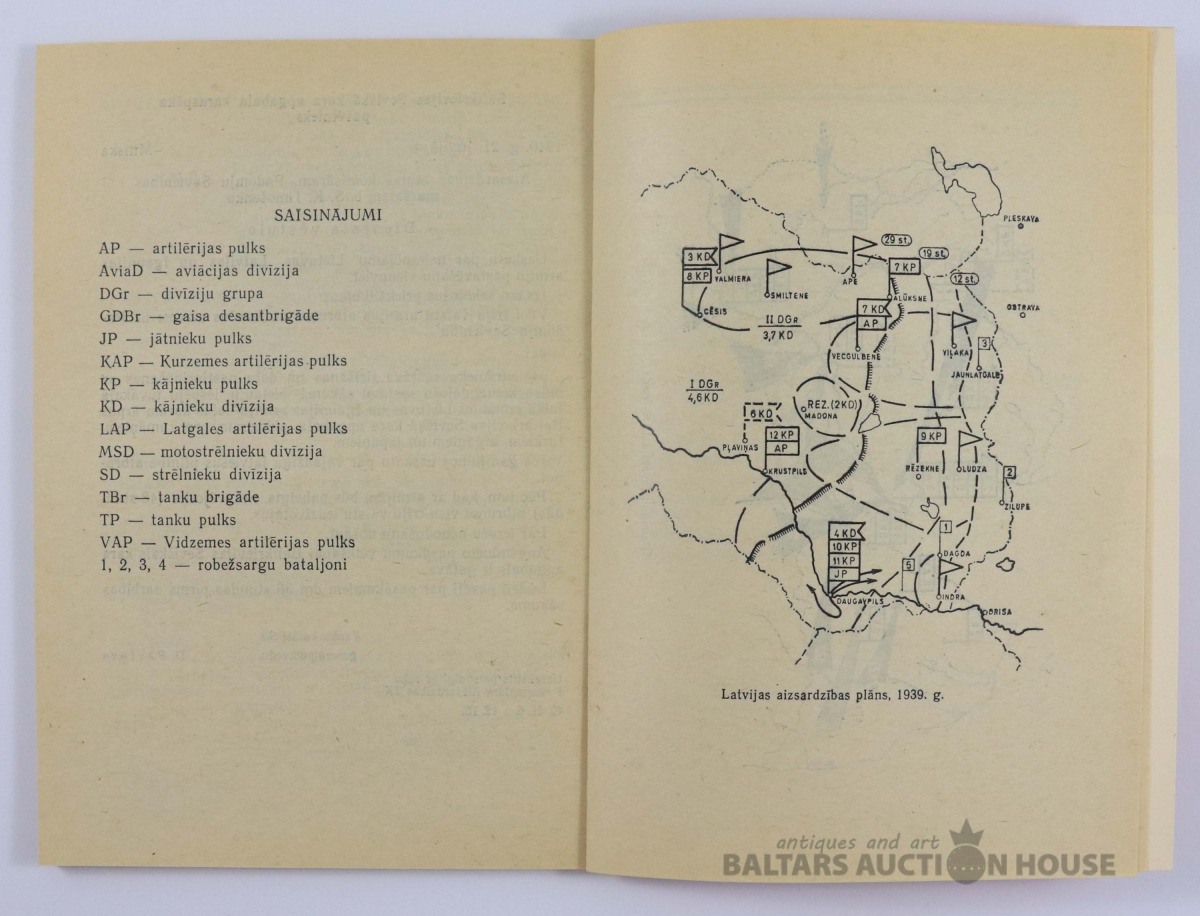 SAISINĀJUMI
AP — artilērijas pulks
AviaD — aviācijas divīzija
DGr — divīziju grupa
GDBr — gaisa desantbrigāde
JP — jātnieku pulks
KAP — Kurzemes artilērijas pulks
KP — kājnieku pulks
KD — kājnieku divīzija
LAP — Latgales artilērijas pulks
MSD — motostrēlnieku divīzija
SD — strēlnieku divīzija
TBr — tanku brigāde
TP — tanku pulks
VAP — Vidzemes artilērijas pulks
1, 2, 3, 4 — robežsargu bataljoni
PLESKAVA
29 st.
19 st.
12 st.
3 KD
8 KP
VALMIERA
SMILTENE
APE
7 KP
ALŪKSNE
OSTRAVA
CĒSIS
II DGR
3,7 KD
7 KD
AP
VECGULBENE
VIĻAKA
3
JAUNLATGALE
I DGR
4,6 KD
REZ. (2KD)
MADONA
6 KD
PĻAVIŅAS
12 KP
AP
KRUSTPILS
9 KP
RĒZEKNE
LUDZA
2
ZILUPE
1
DAGDA
4 KD
10 KP
11 KP
JP
DAUGAVPILS
5
INDRA
DRISA
Latvijas aizsardzības plāns, 1939. g.
antiques and art
BALTARS AUCTION HOUSE